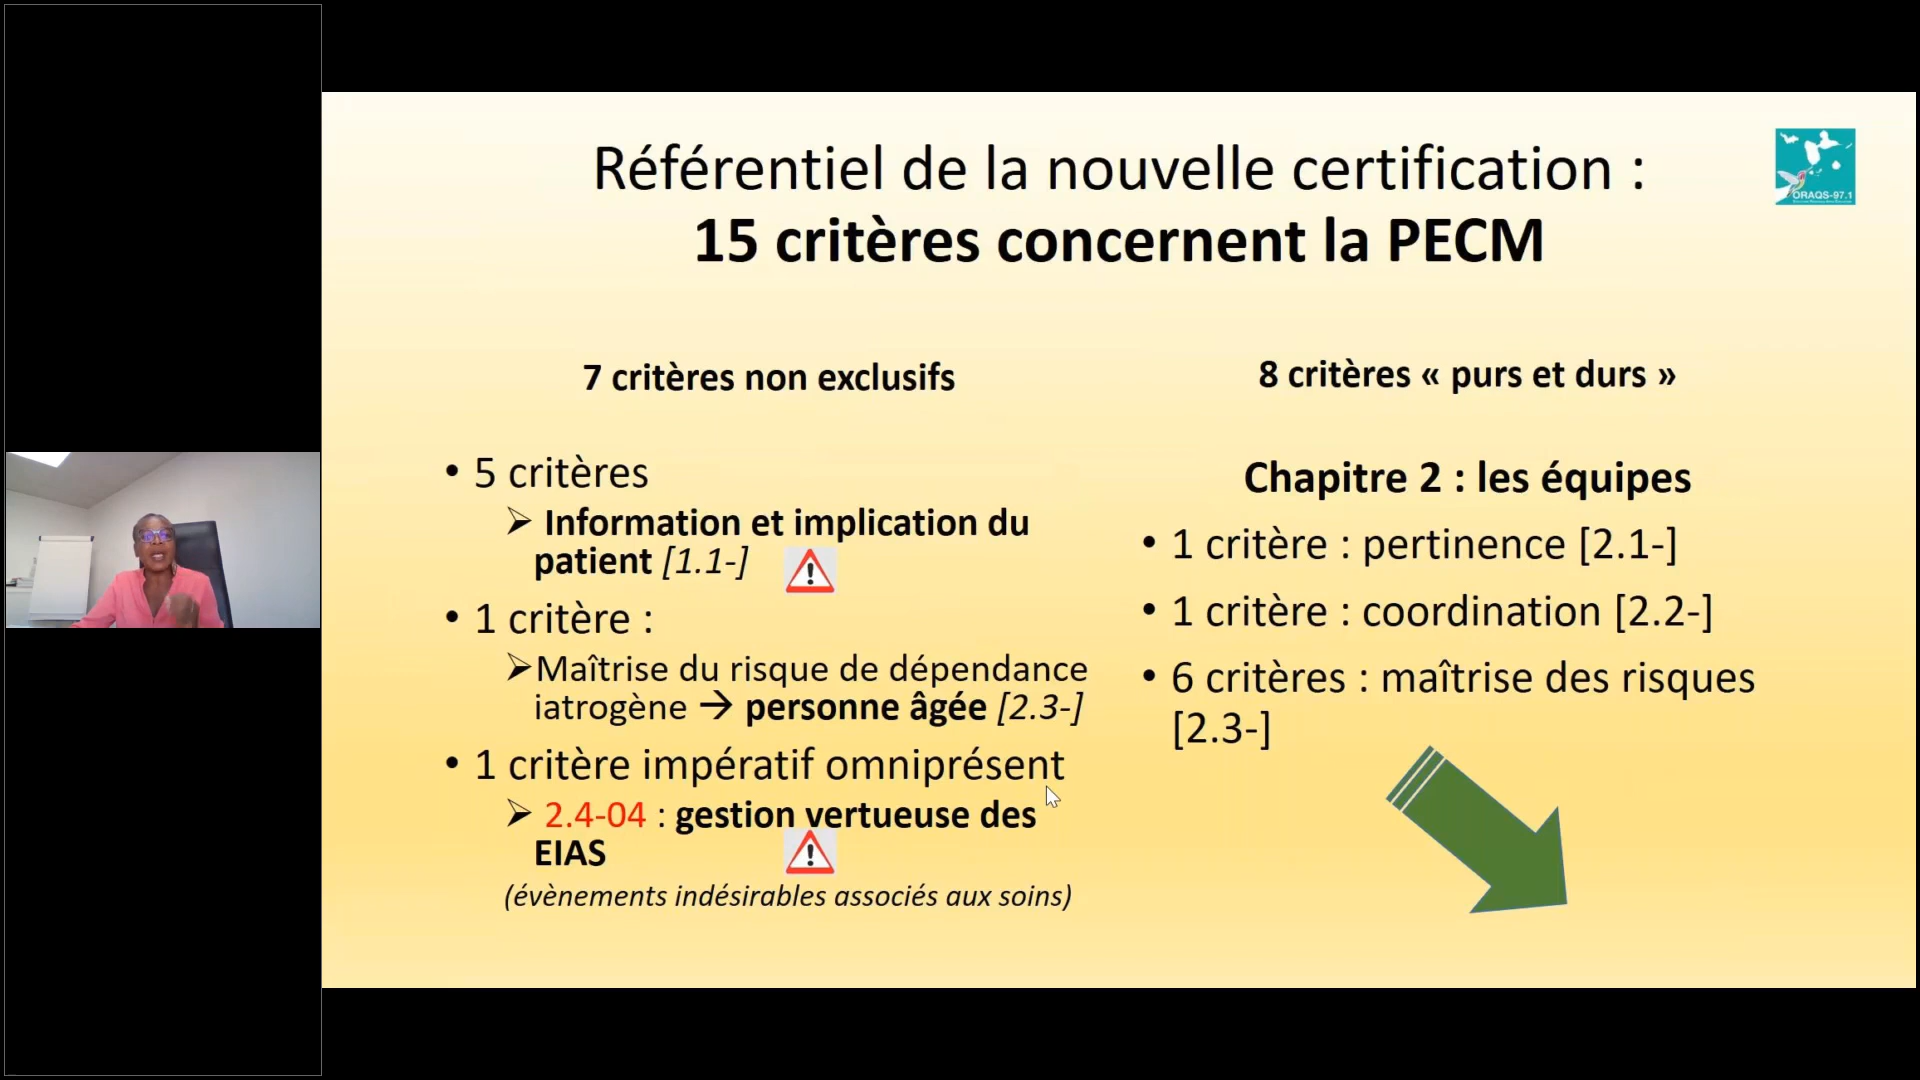 Référentiel de la nouvelle certification :
15 critères concernent la PECM
ORAQS-97.1
7 critères non exclusifs
• 5 critères
➢ Information et implication du
patient [1.1-]
• 1 critère :
➢Maîtrise du risque de dépendance
iatrogène → personne âgée [2.3-]
• 1 critère impératif omniprésent
➢ 2.4-04 : gestion vertueuse des
EIAS
(évènements indésirables associés aux soins)
8 critères « purs et durs »
Chapitre 2 : les équipes
• 1 critère : pertinence [2.1-]
• 1 critère : coordination [2.2-]
• 6 critères : maîtrise des risques
[2.3-]